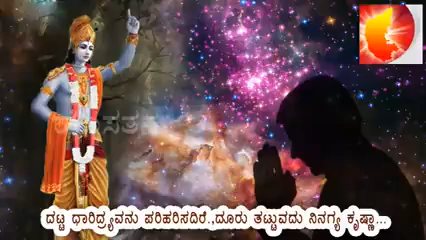 ದಟ್ಟ ಧಾರಿದ್ರ್ಯವನು ಪರಿಹರಿಸದಿರೆ.,ದೂರು ತಟ್ಟುವದು ನಿನಗ್ಯ ಕೃಷ್ಣಾ...